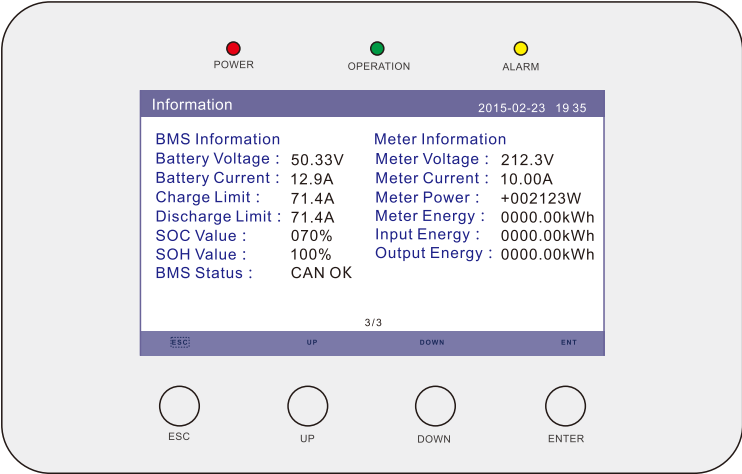 POWER OPERATION ALARM
Information 2015-02-23 19 35
BMS Information Meter Information
Battery Voltage : 50.33V Meter Voltage : 212.3V
Battery Current : 12.9A Meter Current : 10.00A
Charge Limit : 71.4A Meter Power : +002123W
Discharge Limit : 71.4A Meter Energy : 0000.00kWh
SOC Value : 070% Input Energy : 0000.00kWh
SOH Value : 100% Output Energy : 0000.00kWh
BMS Status : CAN OK
3/3
ESC UP DOWN ENT
ESC UP DOWN ENTER